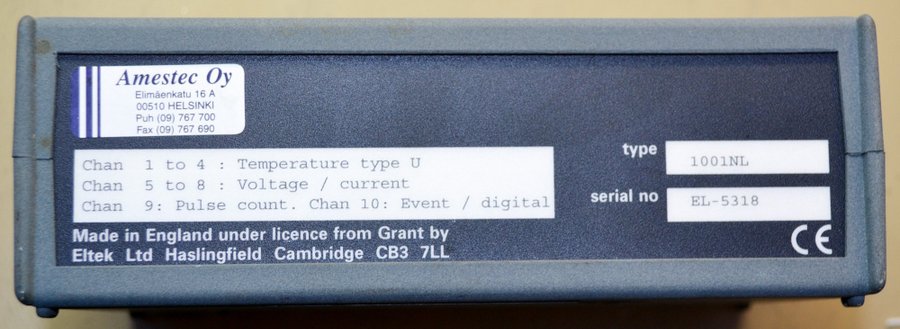 Amestec Oy
Elimäenkatu 16 A
00510 HELSINKI
Puh (09) 767 700
Fax (09) 767 690
Chan 1 to 4 : Temperature type U
Chan 5 to 8 : Voltage / current
Chan 9: Pulse count. Chan 10: Event / digital
Made in England under licence from Grant by
Eltek Ltd Haslingfield Cambridge CB3 7LL
type 1001NL
serial no EL-5318
CE